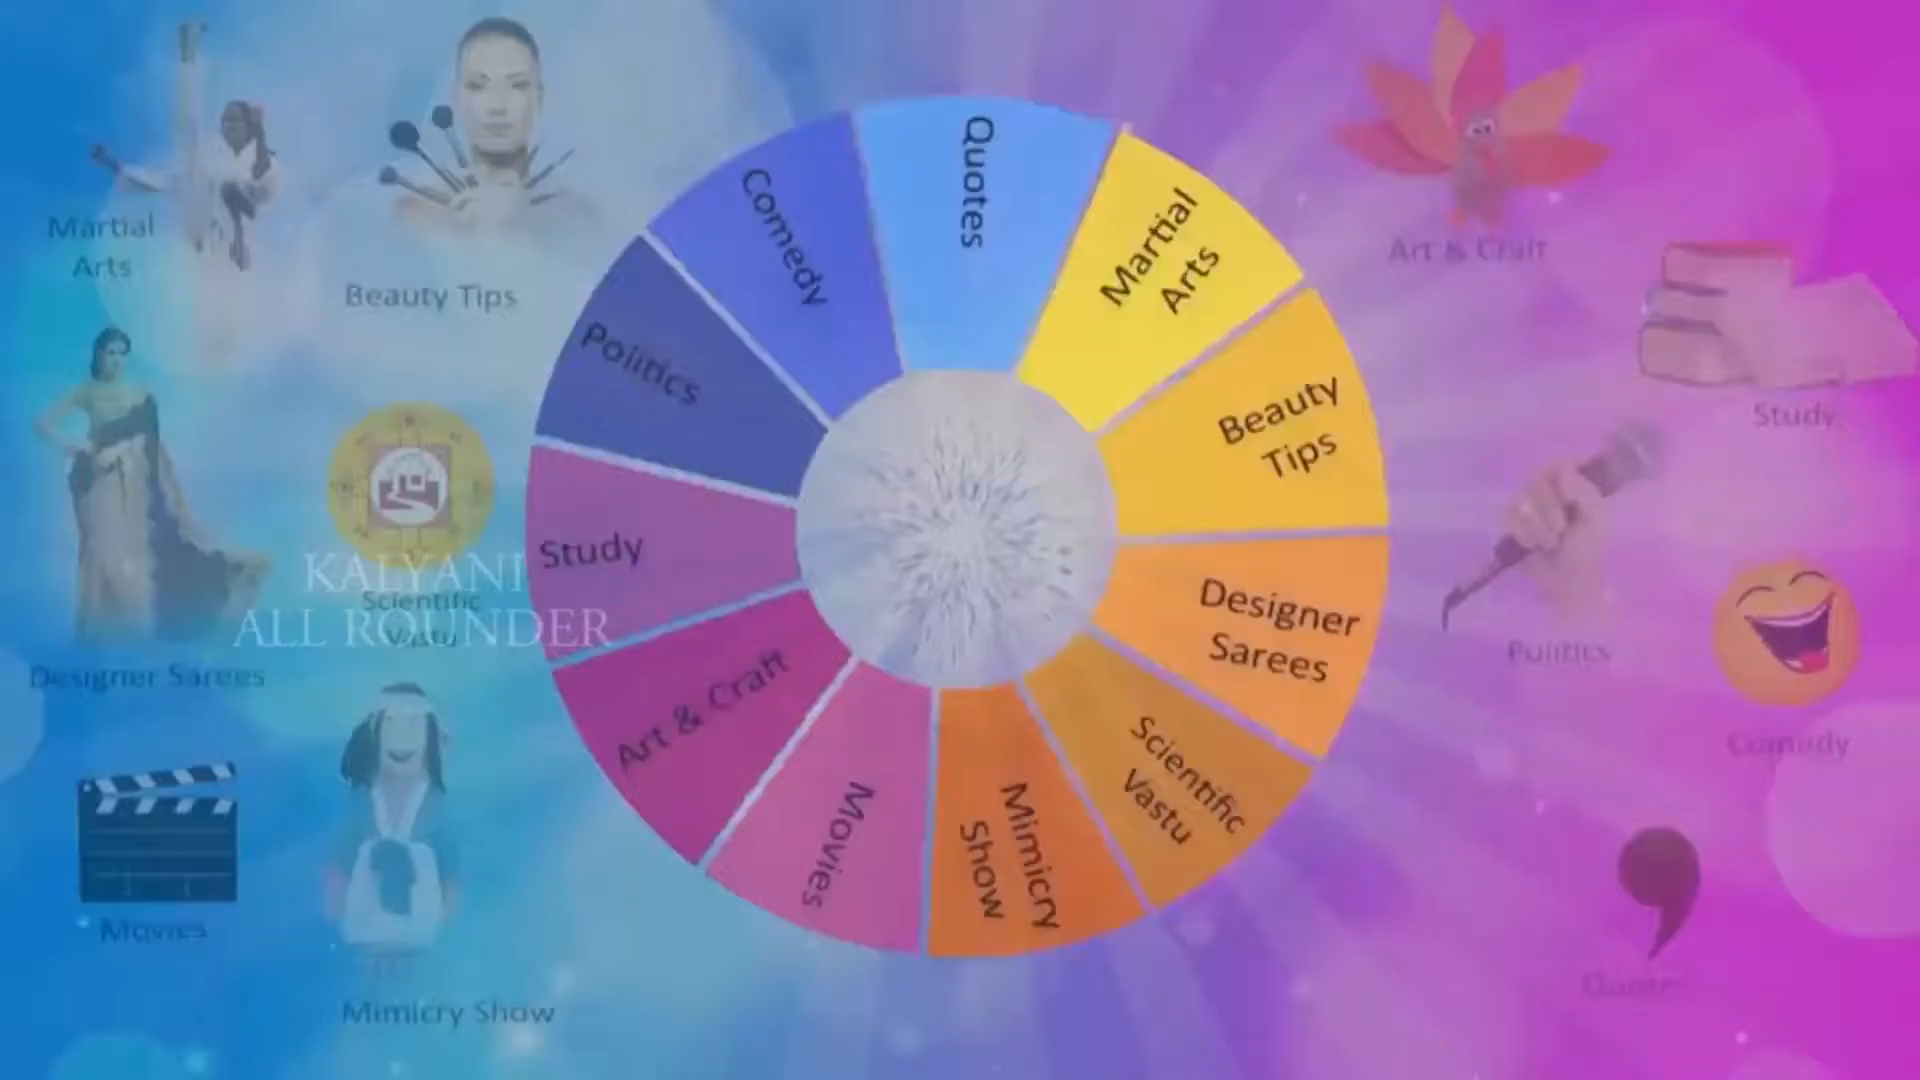 Martial
Arts
Beauty Tips
Designer Sarees
Scientific
Vastu
KALYANI
ALL ROUNDER
Movies
Mimicry Show
Quotes
Martial
Arts
Beauty
Tips
Designer
Sarees
Scientific
Vastu
Mimicry
Show
Movies
Art & Craft
Study
Politics
Comedy
Art & Craft
Study
Politics
Comedy
Quotes